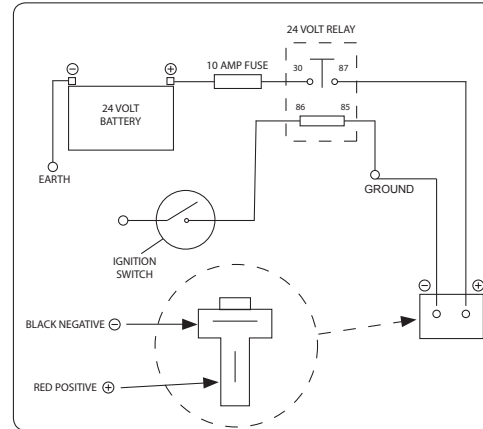 24 VOLT RELAY
10 AMP FUSE
30
87
⊖
⊕
24 VOLT
BATTERY
86
85
EARTH
GROUND
IGNITION
SWITCH
⊖
⊕
BLACK NEGATIVE ⊖
RED POSITIVE ⊕